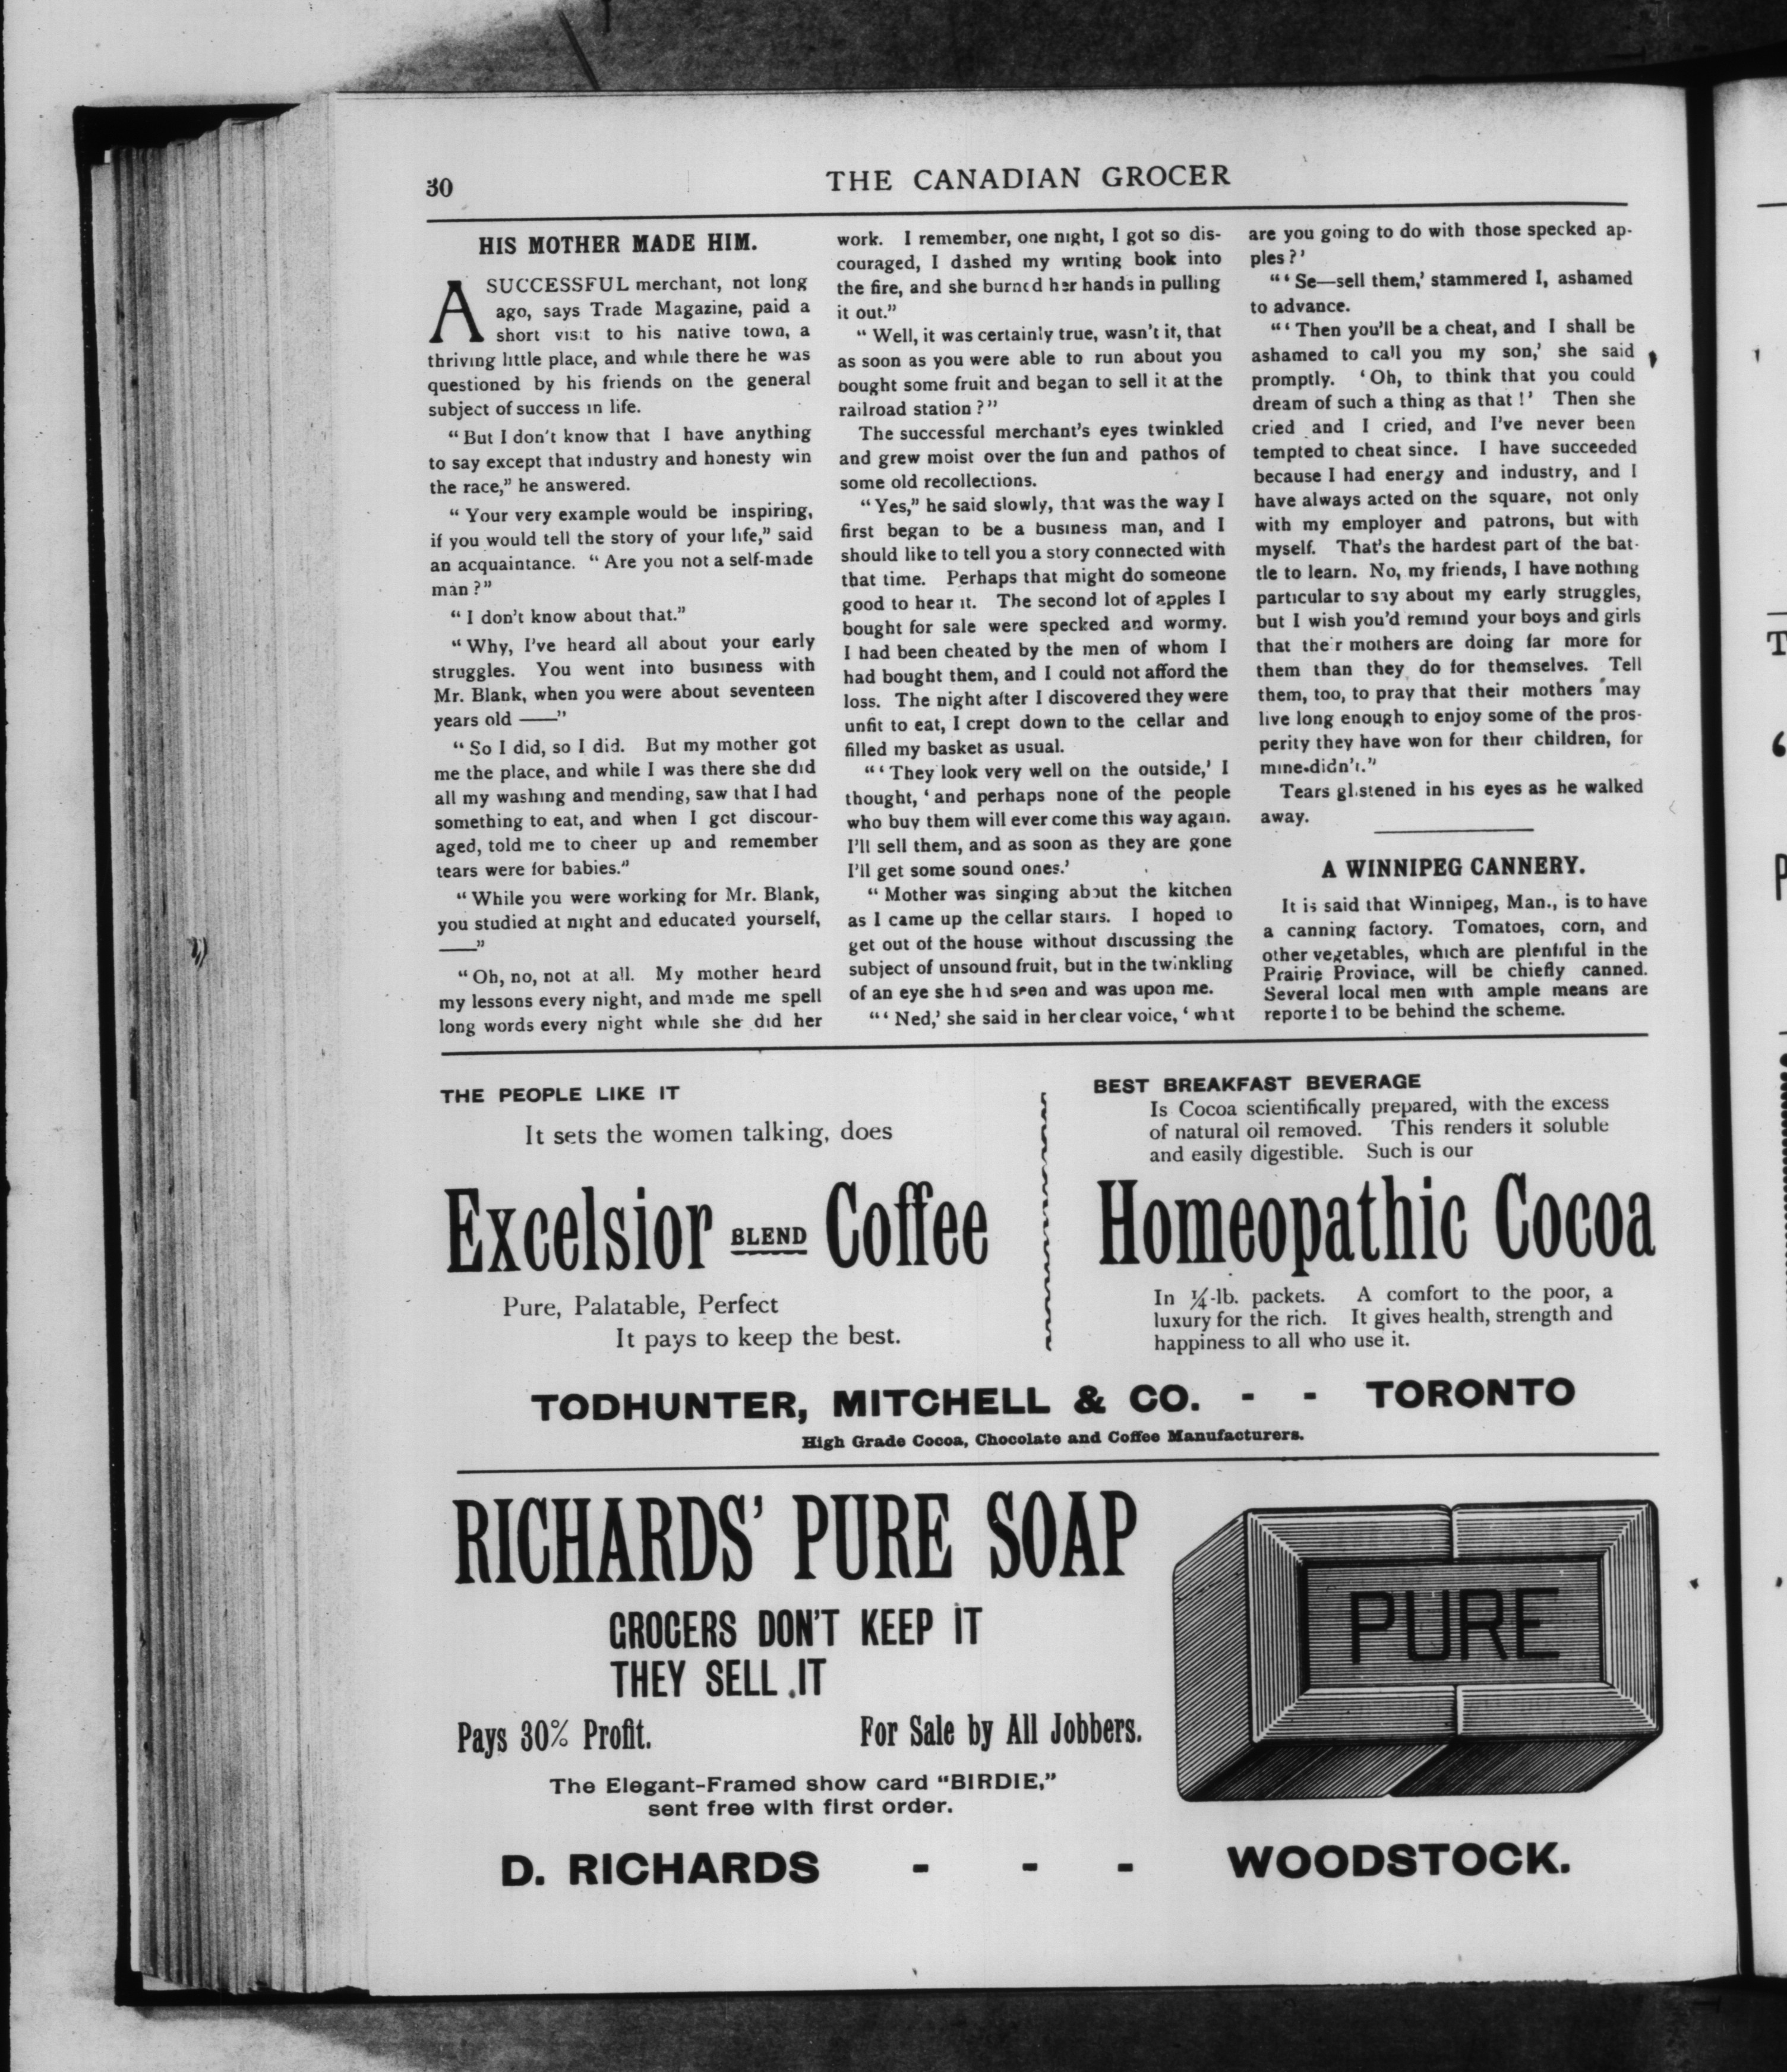 30
THE CANADIAN GROCER
HIS MOTHER MADE HIM.
A SUCCESSFUL merchant, not long
ago, says Trade Magazine, paid a
short visit to his native town, a
thriving little place, and while there he was
questioned by his friends on the general
subject of success in life.
“But I don't know that I have anything
to say except that industry and honesty win
the race,” he answered.
“Your very example would be inspiring,
if you would tell the story of your life,” said
an acquaintance. “Are you not a self-made
man?”
“I don't know about that.”
“Why, I've heard all about your early
struggles. You went into business with
Mr. Blank, when you were about seventeen
years old ——”
“So I did, so I did. But my mother got
me the place, and while I was there she did
all my washing and mending, saw that I had
something to eat, and when I got discour-
aged, told me to cheer up and remember
tears were for babies.”
“While you were working for Mr. Blank,
you studied at night and educated yourself,
——”
“Oh, no, not at all. My mother heard
my lessons every night, and made me spell
long words every night while she did her
work. I remember, one night, I got so dis-
couraged, I dashed my writing book into
the fire, and she burned her hands in pulling
it out.”
“Well, it was certainly true, wasn't it, that
as soon as you were able to run about you
bought some fruit and began to sell it at the
railroad station?”
The successful merchant's eyes twinkled
and grew moist over the fun and pathos of
some old recollections.
“Yes,” he said slowly, that was the way I
first began to be a business man, and I
should like to tell you a story connected with
that time. Perhaps that might do someone
good to hear it. The second lot of apples I
bought for sale were specked and wormy.
I had been cheated by the men of whom I
had bought them, and I could not afford the
loss. The night after I discovered they were
unfit to eat, I crept down to the cellar and
filled my basket as usual.
“‘They look very well on the outside,’ I
thought, ‘and perhaps none of the people
who buy them will ever come this way again.
I'll sell them, and as soon as they are gone
I'll get some sound ones.’
“Mother was singing about the kitchen
as I came up the cellar stairs. I hoped to
get out of the house without discussing the
subject of unsound fruit, but in the twinkling
of an eye she had seen and was upon me.
“‘Ned,’ she said in her clear voice, ‘what
are you going to do with those specked ap-
ples?’
“‘Se—sell them,’ stammered I, ashamed
to advance.
“‘Then you'll be a cheat, and I shall be
ashamed to call you my son,’ she said
promptly. ‘Oh, to think that you could
dream of such a thing as that!’ Then she
cried and I cried, and I've never been
tempted to cheat since. I have succeeded
because I had energy and industry, and I
have always acted on the square, not only
with my employer and patrons, but with
myself. That's the hardest part of the bat-
tle to learn. No, my friends, I have nothing
particular to say about my early struggles,
but I wish you'd remind your boys and girls
that their mothers are doing far more for
them than they do for themselves. Tell
them, too, to pray that their mothers may
live long enough to enjoy some of the pros-
perity they have won for their children, for
mine didn't.”
Tears glistened in his eyes as he walked
away.
A WINNIPEG CANNERY.
It is said that Winnipeg, Man., is to have
a canning factory. Tomatoes, corn, and
other vegetables, which are plentiful in the
Prairie Province, will be chiefly canned.
Several local men with ample means are
reported to be behind the scheme.
THE PEOPLE LIKE IT
It sets the women talking, does
Excelsior BLEND Coffee
Pure, Palatable, Perfect
It pays to keep the best.
BEST BREAKFAST BEVERAGE
Is Cocoa scientifically prepared, with the excess
of natural oil removed. This renders it soluble
and easily digestible. Such is our
Homeopathic Cocoa
In ¼-lb. packets. A comfort to the poor, a
luxury for the rich. It gives health, strength and
happiness to all who use it.
TODHUNTER, MITCHELL & CO. - - TORONTO
High Grade Cocoa, Chocolate and Coffee Manufacturers.
RICHARDS' PURE SOAP
GROCERS DON'T KEEP IT
THEY SELL IT
Pays 30% Profit. For Sale by All Jobbers.
The Elegant-Framed show card “BIRDIE,”
sent free with first order.
PURE
D. RICHARDS - - - WOODSTOCK.